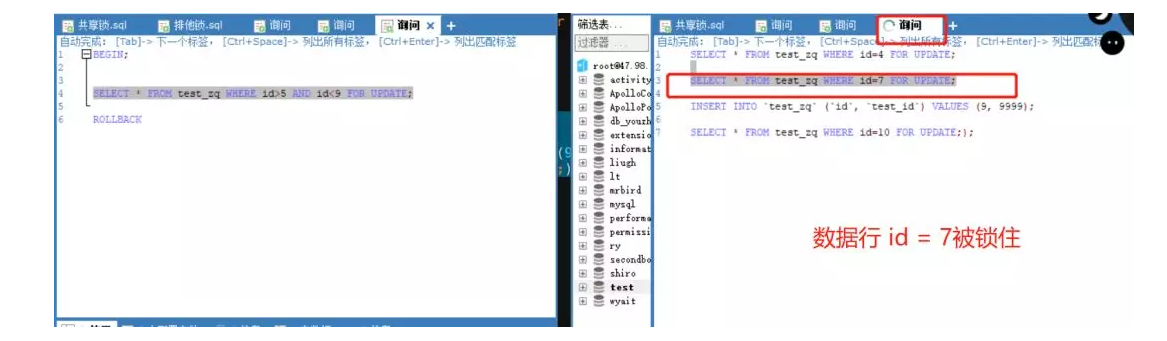 共享锁.sql 排他锁.sql 询问 询问 询问 × +
自动完成: [Tab]-> 下一个标签, [Ctrl+Space]-> 列出所有标签, [Ctrl+Enter]-> 列出匹配标签
1 BEGIN;
2
3
4 SELECT * FROM test_zq WHERE id>5 AND id<9 FOR UPDATE;
5
6 ROLLBACK
筛选表...
过滤器 ...
root@47.98.
activity
ApolloCo
ApolloPo
db_youzh
extensio
informat
liugh
lt
mrbird
mysql
performa
permissi
ry
secondbo
shiro
test
wyait
共享锁.sql 询问 询问 询问 +
自动完成: [Tab]-> 下一个标签, [Ctrl+Space]-> 列出所有标签, [Ctrl+Enter]-> 列出匹配标
1 SELECT * FROM test_zq WHERE id=4 FOR UPDATE;
2
3 SELECT * FROM test_zq WHERE id=7 FOR UPDATE;
4
5 INSERT INTO `test_zq` (`id`, `test_id`) VALUES (9, 9999);
6
7 SELECT * FROM test_zq WHERE id=10 FOR UPDATE;);
数据行 id = 7被锁住